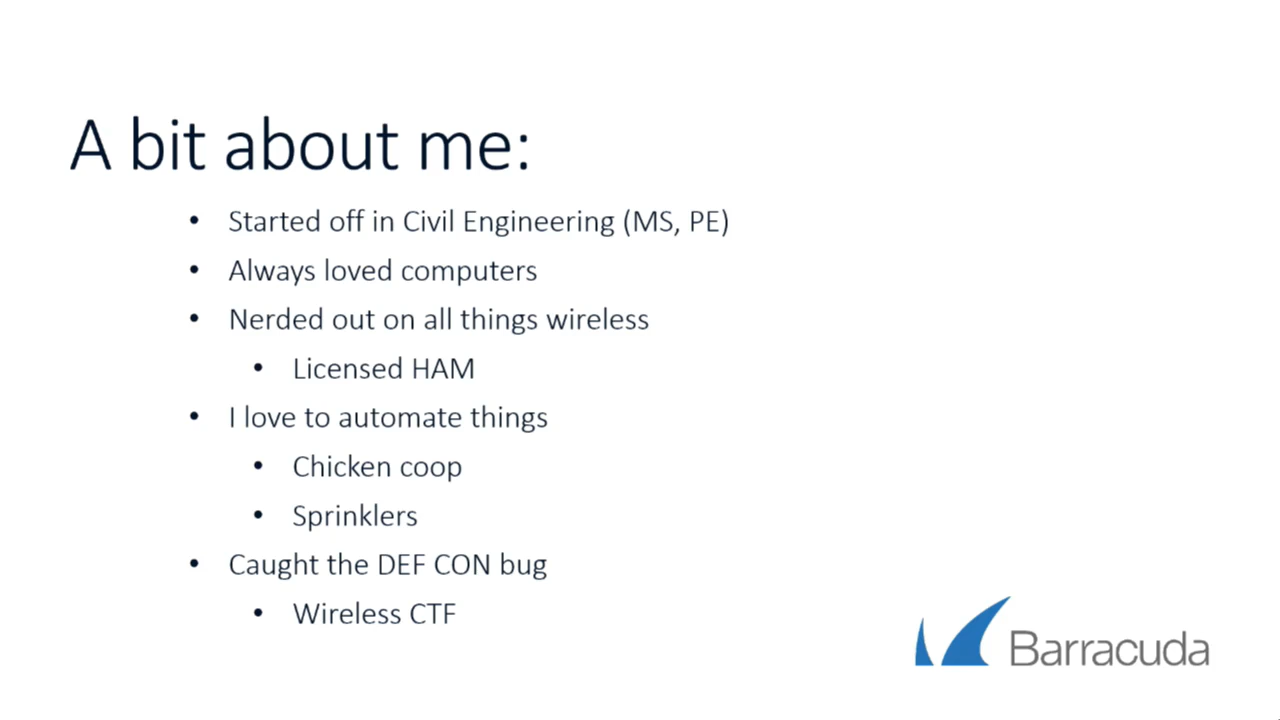 A bit about me:
• Started off in Civil Engineering (MS, PE)
• Always loved computers
• Nerded out on all things wireless
• Licensed HAM
• I love to automate things
• Chicken coop
• Sprinklers
• Caught the DEF CON bug
• Wireless CTF
Barracuda